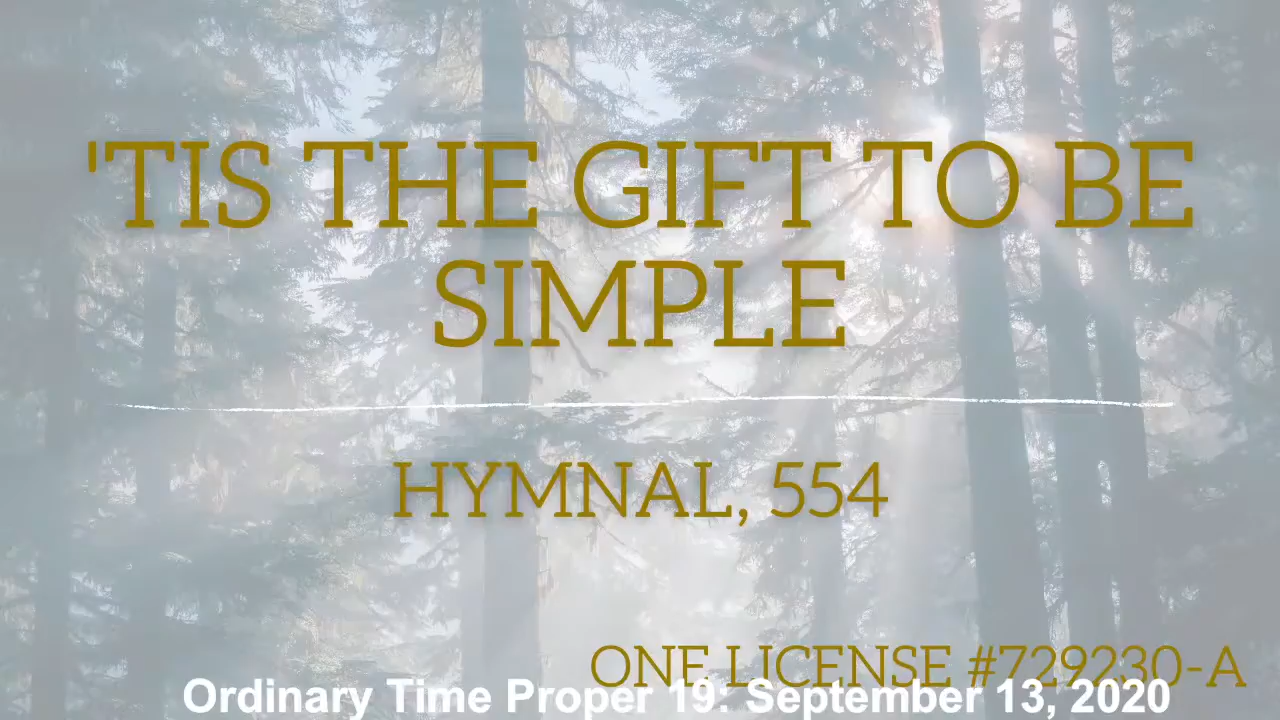 'TIS THE GIFT TO BE
SIMPLE
HYMNAL, 554
ONE LICENSE #729230-A
Ordinary Time Proper 19: September 13, 2020